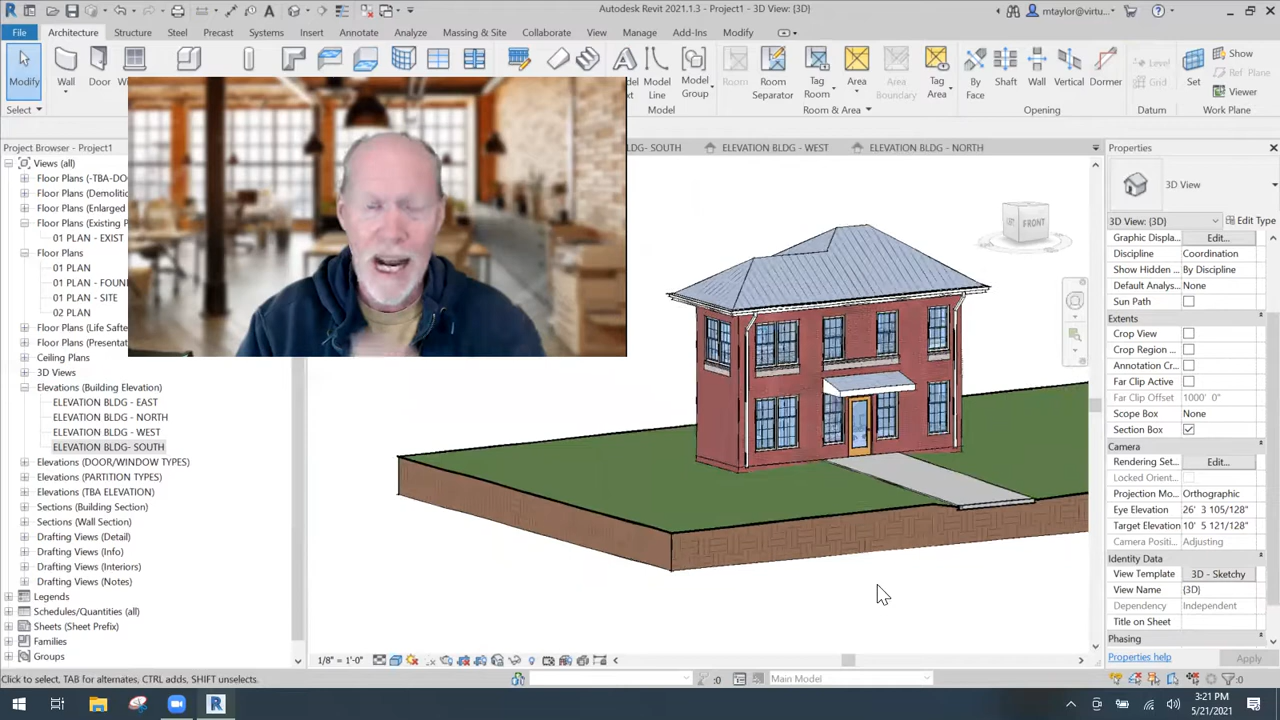 Autodesk Revit 2021.1.3 - Project1 - 3D View: {3D}
mtaylor@virtu...
File
Architecture
Structure
Steel
Precast
Systems
Insert
Annotate
Analyze
Massing & Site
Collaborate
View
Manage
Add-Ins
Modify
Modify
Wall
Door
Model
Line
Model
Group
Room
Room
Separator
Tag
Room
Area
Area
Boundary
Tag
Area
By
Face
Shaft
Wall
Vertical
Dormer
Level
Grid
Set
Show
Ref Plane
Viewer
Select
Model
Room & Area
Opening
Datum
Work Plane
Project Browser - Project1
- SOUTH
ELEVATION BLDG - WEST
ELEVATION BLDG - NORTH
Properties
Views (all)
Floor Plans (-TBA-DO
Floor Plans (Demolitio
Floor Plans (Enlarged
Floor Plans (Existing P
01 PLAN - EXIST
Floor Plans
01 PLAN
01 PLAN - FOUN
01 PLAN - SITE
02 PLAN
Floor Plans (Life Safte
Floor Plans (Presentat
Ceiling Plans
3D Views
Elevations (Building Elevation)
ELEVATION BLDG - EAST
ELEVATION BLDG - NORTH
ELEVATION BLDG - WEST
ELEVATION BLDG- SOUTH
Elevations (DOOR/WINDOW TYPES)
Elevations (PARTITION TYPES)
Elevations (TBA ELEVATION)
Sections (Building Section)
Sections (Wall Section)
Drafting Views (Detail)
Drafting Views (Info)
Drafting Views (Interiors)
Drafting Views (Notes)
Legends
Schedules/Quantities (all)
Sheets (Sheet Prefix)
Families
Groups
FRONT
3D View
3D View: {3D}
Edit Type
Graphic Displa...
Edit...
Discipline
Coordination
Show Hidden ...
By Discipline
Default Analys...
None
Sun Path
Extents
Crop View
Crop Region ...
Annotation Cr...
Far Clip Active
Far Clip Offset
1000' 0"
Scope Box
None
Section Box
Camera
Rendering Set...
Edit...
Locked Orient...
Projection Mo...
Orthographic
Eye Elevation
26' 3 105/128"
Target Elevation
10' 5 121/128"
Camera Positi...
Adjusting
Identity Data
View Template
3D - Sketchy
View Name
{3D}
Dependency
Independent
Title on Sheet
Phasing
Properties help
Apply
1/8" = 1'-0"
Click to select, TAB for alternates, CTRL adds, SHIFT unselects.
:0
Main Model
:0
3:21 PM
5/21/2021